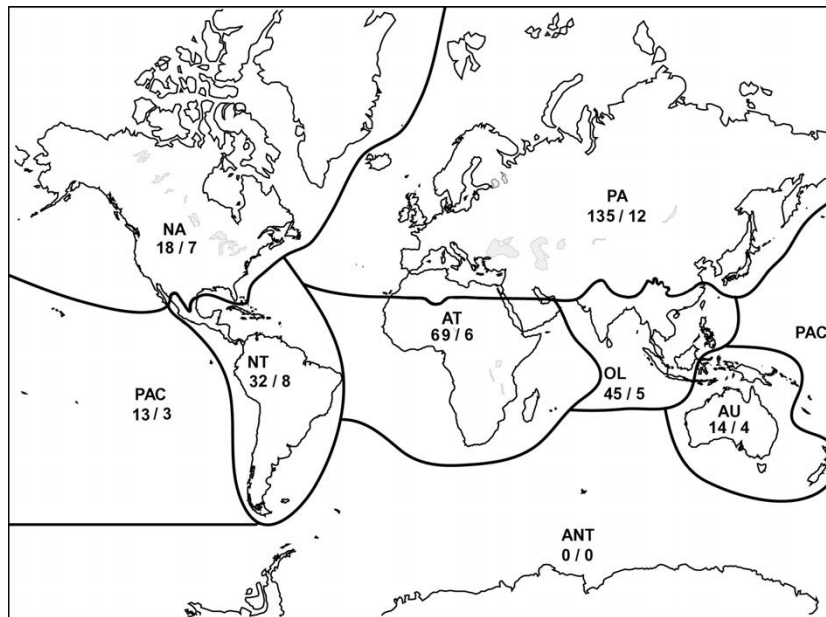 NA
18 / 7
PA
135 / 12
AT
69 / 6
PAC
NT
32 / 8
OL
45 / 5
PAC
13 / 3
AU
14 / 4
ANT
0 / 0